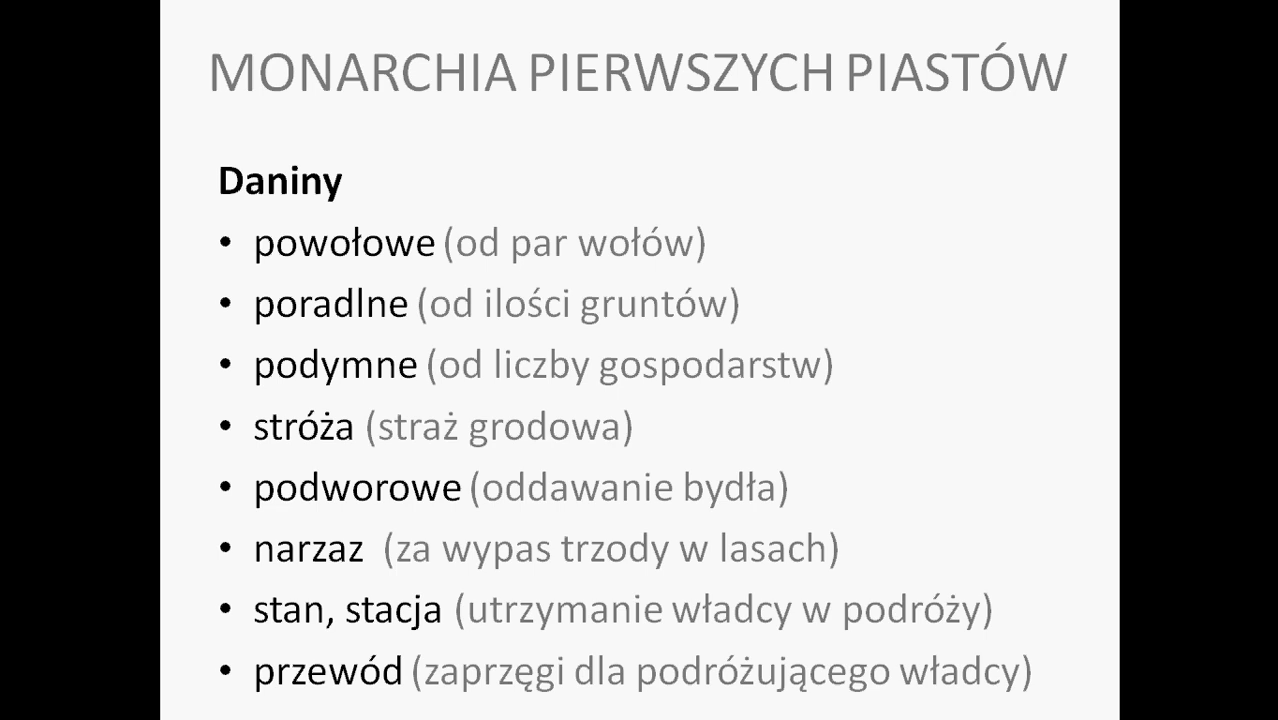 MONARCHIA PIERWSZYCH PIASTÓW
Daniny
• powołowe (od par wołów)
• poradlne (od ilości gruntów)
• podymne (od liczby gospodarstw)
• stróża (straż grodowa)
• podworowe (oddawanie bydła)
• narzaz (za wypas trzody w lasach)
• stan, stacja (utrzymanie władcy w podróży)
• przewód (zaprzęgi dla podróżującego władcy)